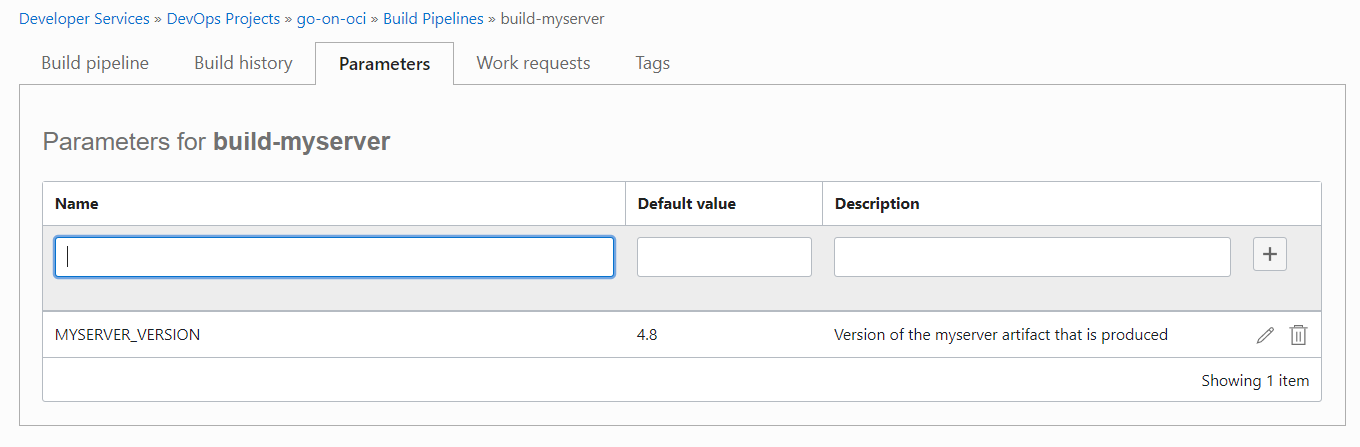 Developer Services » DevOps Projects » go-on-oci » Build Pipelines » build-myserver
Build pipeline Build history Parameters Work requests Tags
Parameters for build-myserver
Name Default value Description
MYSERVER_VERSION 4.8 Version of the myserver artifact that is produced
Showing 1 item